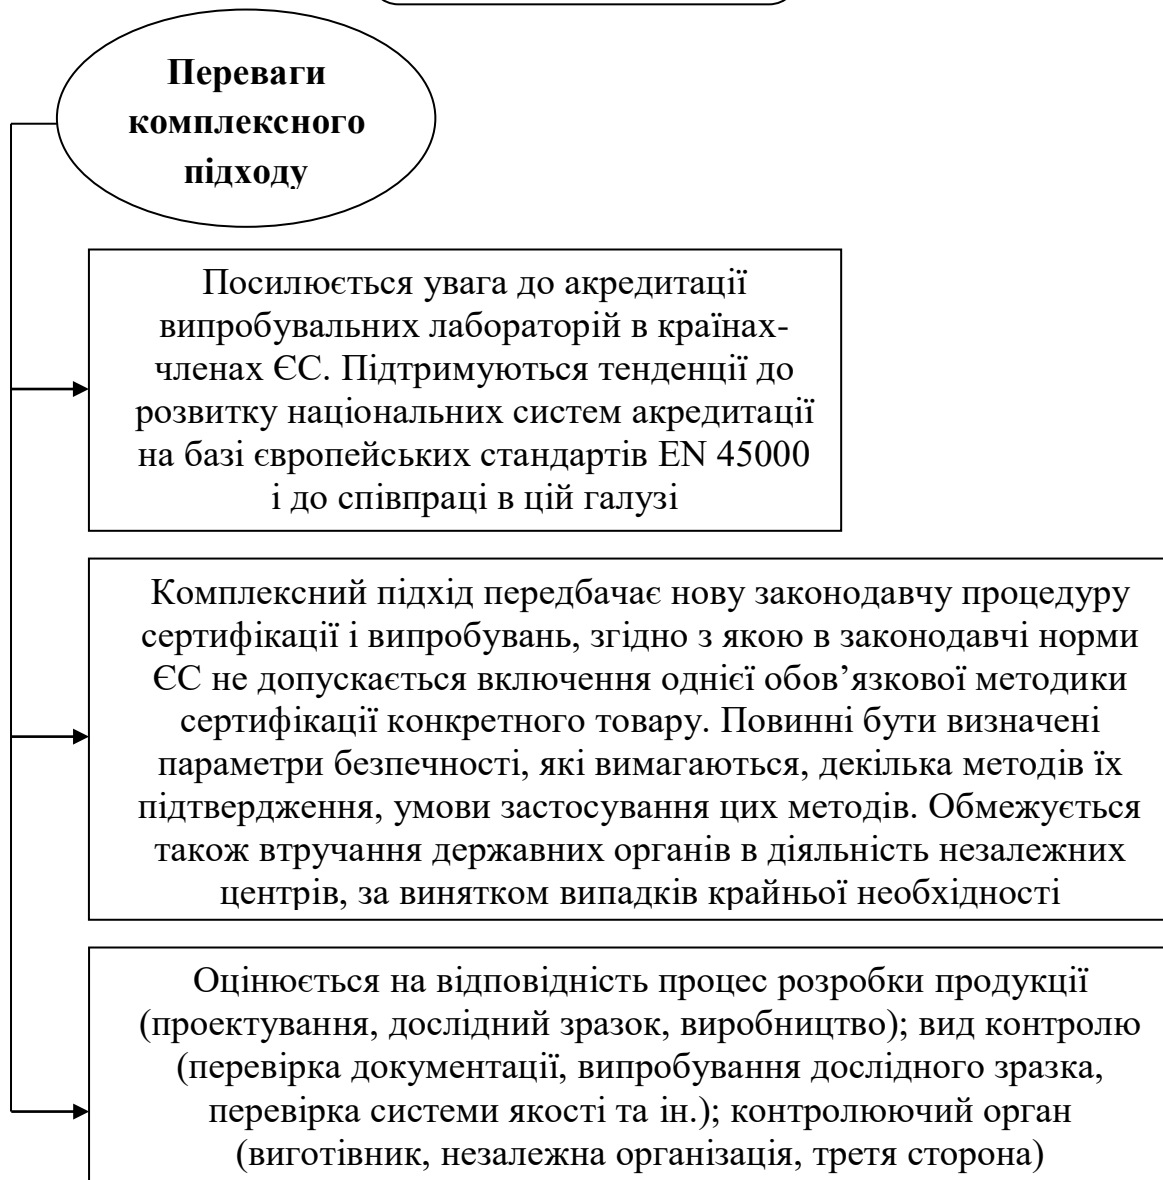 Переваги
комплексного
підходу
Посилюється увага до акредитації
випробувальних лабораторій в країнах-
членах ЄС. Підтримуються тенденції до
розвитку національних систем акредитації
на базі європейських стандартів EN 45000
і до співпраці в цій галузі
Комплексний підхід передбачає нову законодавчу процедуру
сертифікації і випробувань, згідно з якою в законодавчі норми
ЄС не допускається включення однієї обов’язкової методики
сертифікації конкретного товару. Повинні бути визначені
параметри безпечності, які вимагаються, декілька методів їх
підтвердження, умови застосування цих методів. Обмежується
також втручання державних органів в діяльність незалежних
центрів, за винятком випадків крайньої необхідності
Оцінюється на відповідність процес розробки продукції
(проектування, дослідний зразок, виробництво); вид контролю
(перевірка документації, випробування дослідного зразка,
перевірка системи якості та ін.); контролюючий орган
(виготівник, незалежна організація, третя сторона)